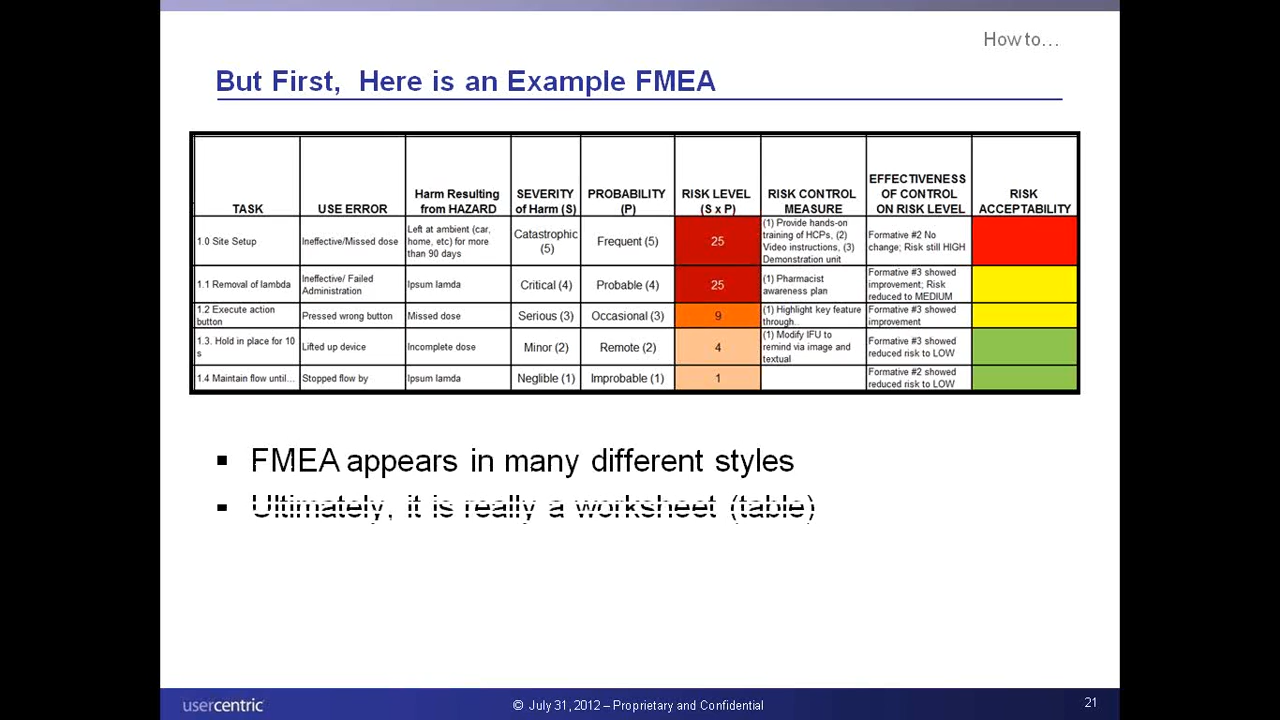 How to…
But First, Here is an Example FMEA
TASK
USE ERROR
Harm Resulting
from HAZARD
SEVERITY
of Harm (S)
PROBABILITY
(P)
RISK LEVEL
(S x P)
RISK CONTROL
MEASURE
EFFECTIVENESS
OF CONTROL
ON RISK LEVEL
RISK
ACCEPTABILITY
1.0 Site Setup
Ineffective/Missed dose
Left at ambient (car,
home, etc) for more
than 90 days
Catastrophic
(5)
Frequent (5)
25
(1) Provide hands-on
training of HCPs, (2)
Video instructions, (3)
Demonstration unit
Formative #2 No
change; Risk still HIGH
1.1 Removal of lambda
Ineffective/ Failed
Administration
Ipsum lamda
Critical (4)
Probable (4)
25
(1) Pharmacist
awareness plan
Formative #3 showed
improvement; Risk
reduced to MEDIUM
1.2 Execute action
button
Pressed wrong button
Missed dose
Serious (3)
Occasional (3)
9
(1) Highlight key feature
through..
Formative #3 showed
improvement
1.3. Hold in place for 10
s
Lifted up device
Incomplete dose
Minor (2)
Remote (2)
4
(1) Modify IFU to
remind via image and
textual
Formative #3 showed
reduced risk to LOW
1.4 Maintain flow until...
Stopped flow by
Ipsum lamda
Neglible (1)
Improbable (1)
1
Formative #2 showed
reduced risk to LOW
▪ FMEA appears in many different styles
▪ Ultimately, it is really a worksheet (table)
usercentric
© July 31, 2012 – Proprietary and Confidential
21